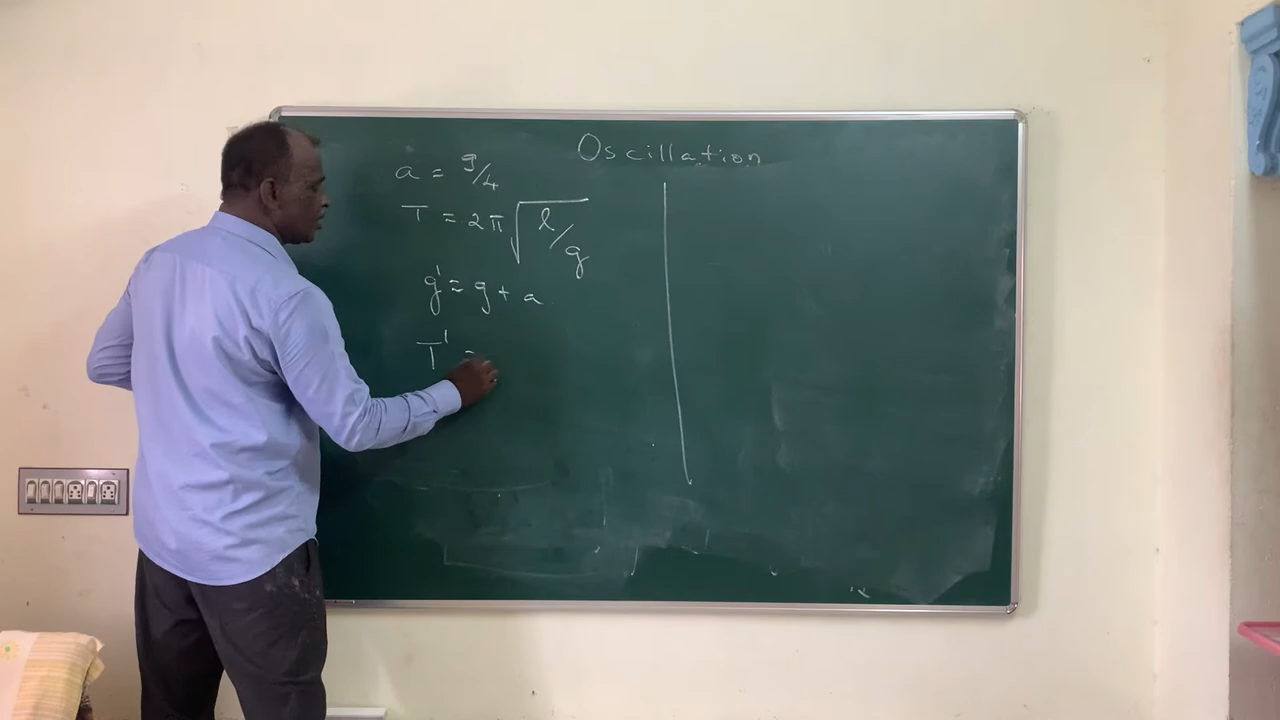 Oscillation
a = g/4
T = 2π √l/g
g' = g + a
T' =